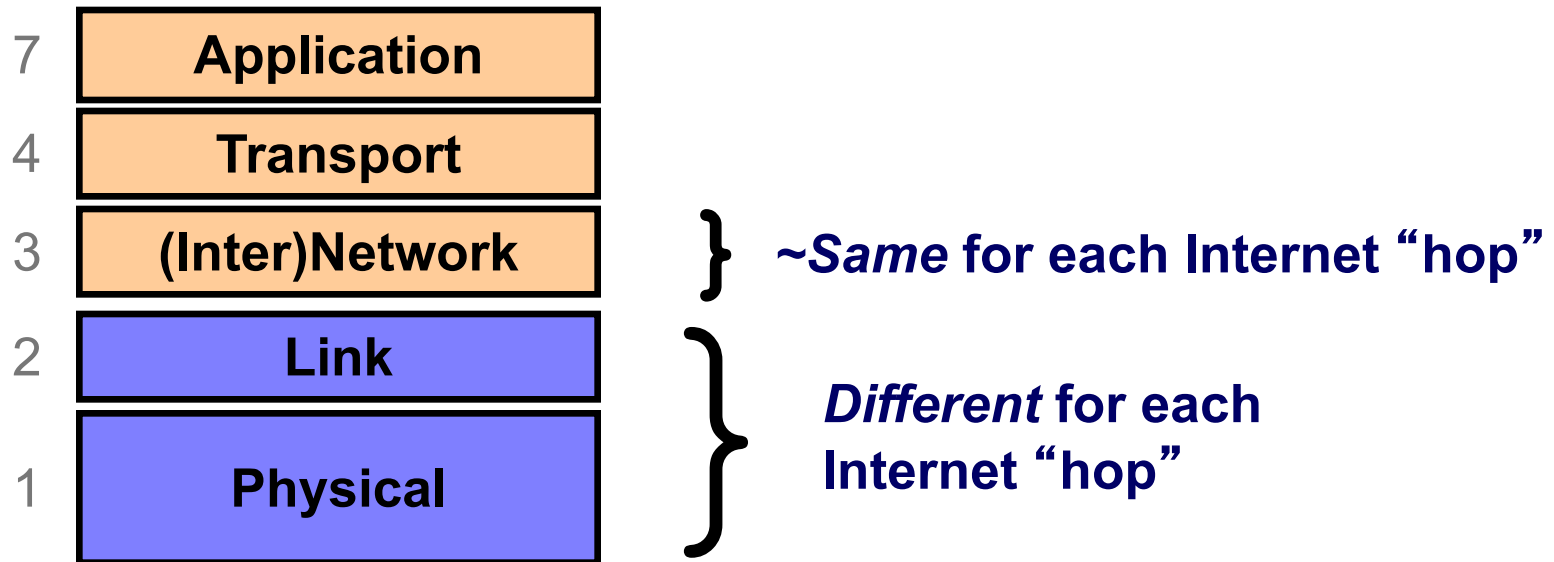 7 Application
4 Transport
3 (Inter)Network
~Same for each Internet “hop”
2 Link
Different for each
Internet “hop”
1 Physical